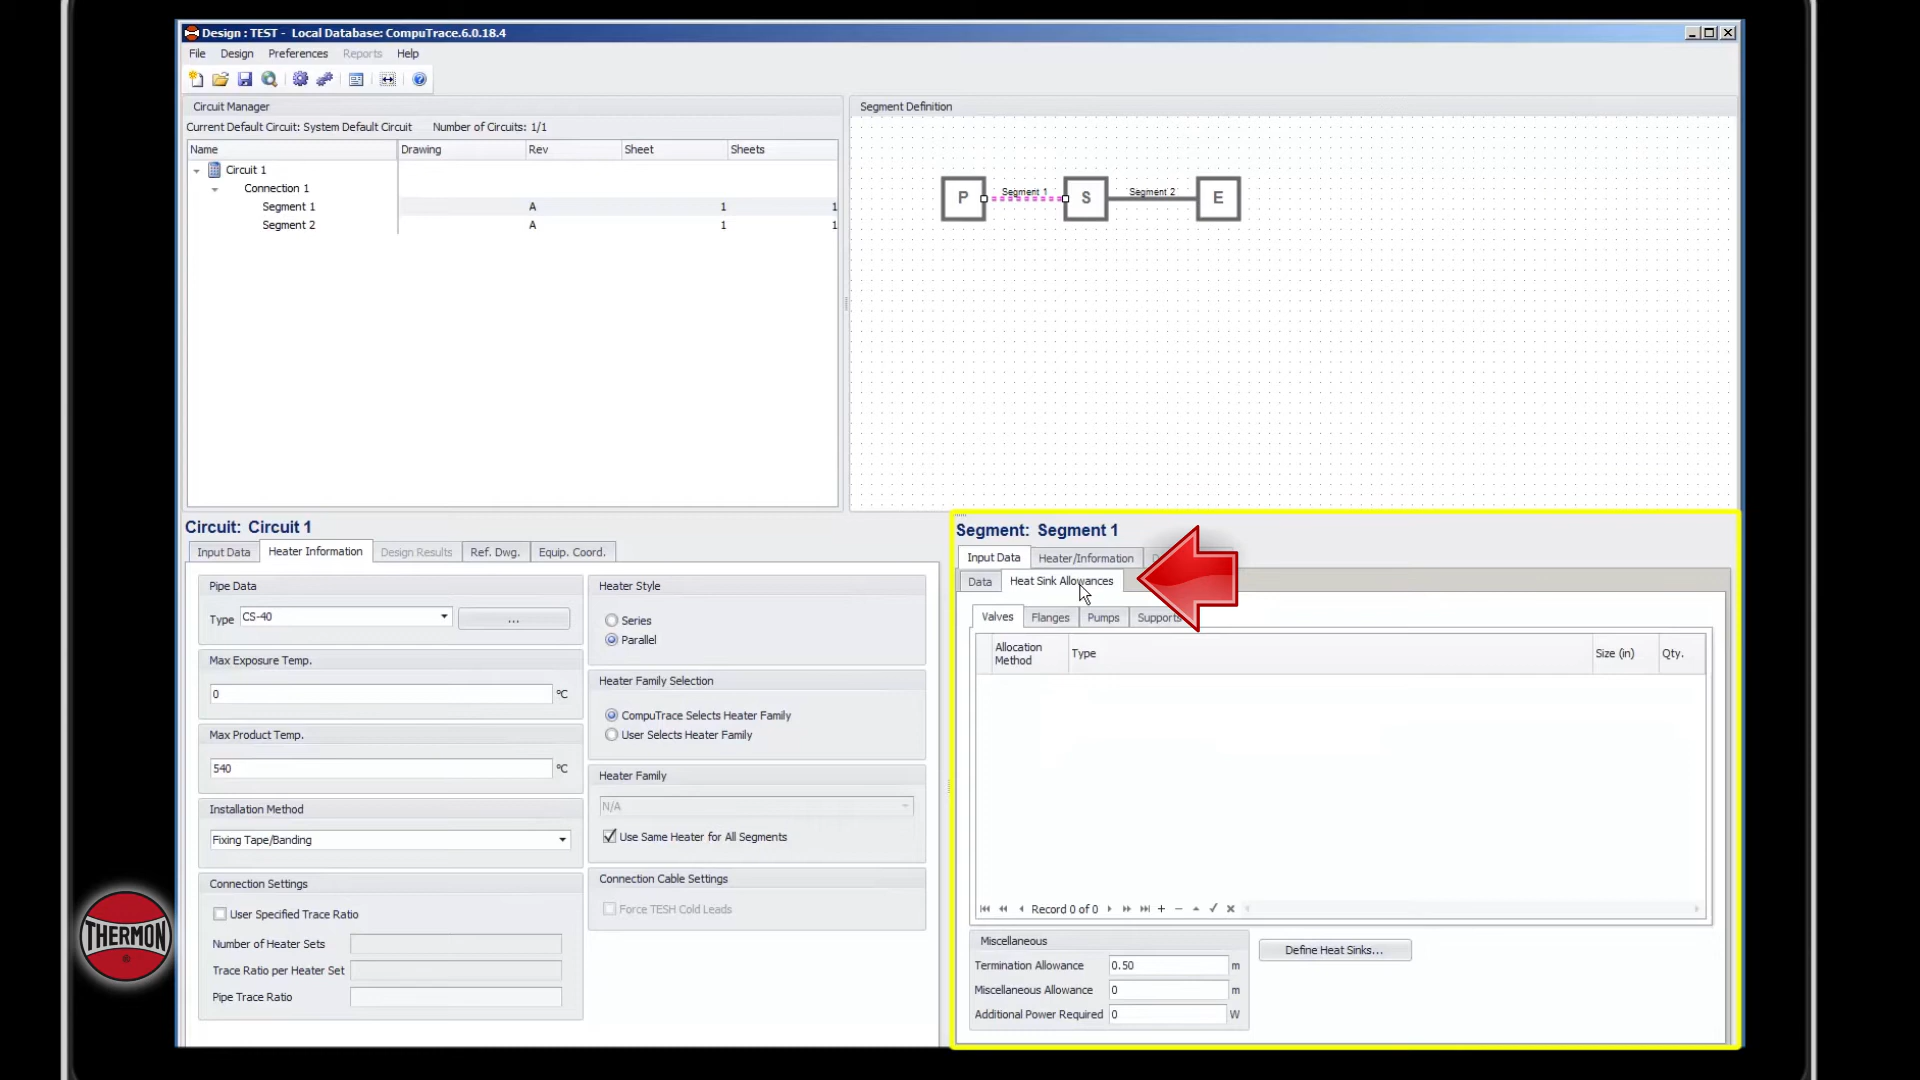 Design : TEST - Local Database: CompuTrace.6.0.18.4
File Design Preferences Reports Help
Circuit Manager
Current Default Circuit: System Default Circuit Number of Circuits: 1/1
Name Drawing Rev Sheet Sheets
Circuit 1
Connection 1
Segment 1 A 1 1
Segment 2 A 1 1
Segment Definition
P Segment 1 S Segment 2 E
Circuit: Circuit 1
Input Data Heater Information Design Results Ref. Dwg. Equip. Coord.
Pipe Data
Type CS-40 ...
Max Exposure Temp.
0 °C
Max Product Temp.
540 °C
Installation Method
Fixing Tape/Banding
Connection Settings
User Specified Trace Ratio
Number of Heater Sets
Trace Ratio per Heater Set
Pipe Trace Ratio
Heater Style
Series
Parallel
Heater Family Selection
CompuTrace Selects Heater Family
User Selects Heater Family
Heater Family
N/A
Use Same Heater for All Segments
Connection Cable Settings
Force TESH Cold Leads
Segment: Segment 1
Input Data Heater/Information
Data Heat Sink Allowances
Valves Flanges Pumps Supports
Allocation Method Type Size (in) Qty.
Record 0 of 0
Miscellaneous
Termination Allowance 0.50 m
Miscellaneous Allowance 0 m
Additional Power Required 0 W
Define Heat Sinks...
THERMON
®